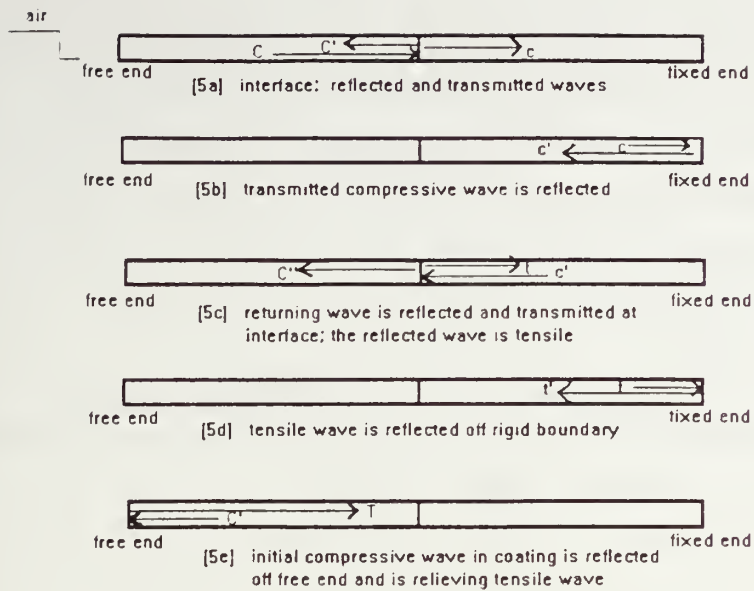 air
C C' c
free end fixed end
[5a] interface: reflected and transmitted waves
c' c
free end fixed end
[5b] transmitted compressive wave is reflected
C'' t c'
free end fixed end
[5c] returning wave is reflected and transmitted at
interface; the reflected wave is tensile
t' t
free end fixed end
[5d] tensile wave is reflected off rigid boundary
C' T
free end fixed end
[5e] initial compressive wave in coating is reflected
off free end and is relieving tensile wave